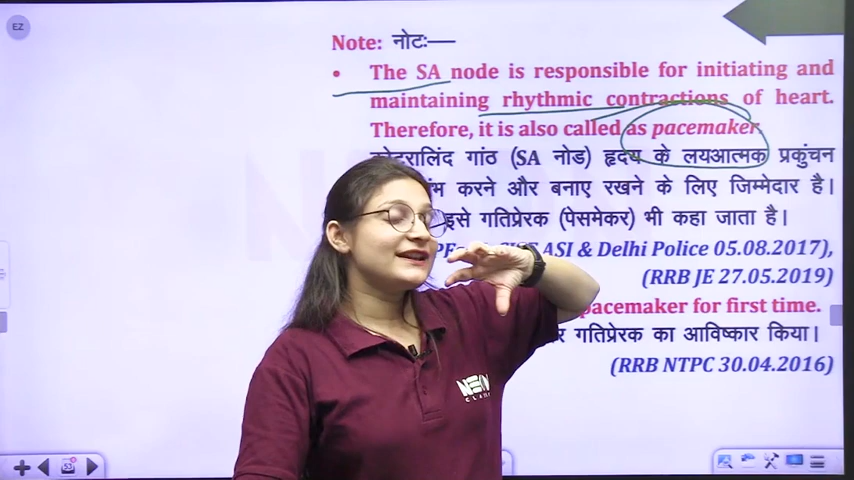 EZ
Note: नोटः—
• The SA node is responsible for initiating and
maintaining rhythmic contractions of heart.
Therefore, it is also called as pacemaker.
गांठ (SA नोड) हृदय के लयआत्मक प्रकुंचन
करने और बनाए रखने के लिए जिम्मेदार है।
इसे गतिप्रेरक (पेसमेकर) भी कहा जाता है।
ASI & Delhi Police 05.08.2017),
(RRB JE 27.05.2019)
pacemaker for first time.
गतिप्रेरक का आविष्कार किया।
(RRB NTPC 30.04.2016)
NEON
53